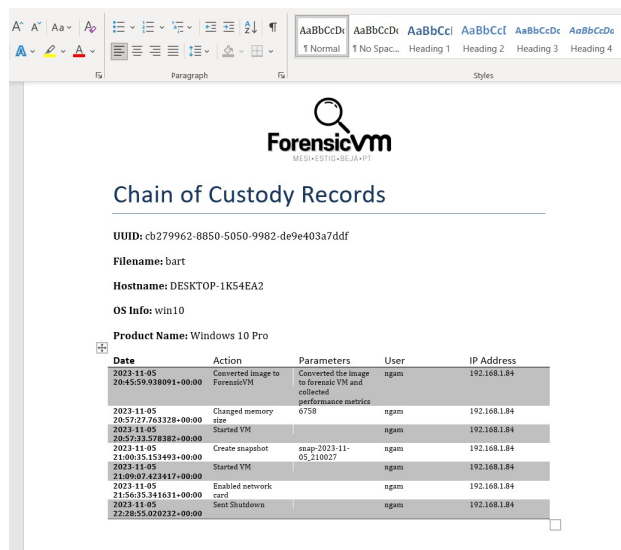 A^ A˅ Aa
A A
Paragraph
AaBbCcDc AaBbCcDc AaBbCc AaBbCcD AaBbCcDc AaBbCcDc
¶ Normal ¶ No Spac... Heading 1 Heading 2 Heading 3 Heading 4
Styles
ForensicVM
MESI•ESTIG•BEJA•PT
Chain of Custody Records
UUID: cb279962-8850-5050-9982-de9e403a7ddf
Filename: bart
Hostname: DESKTOP-1K54EA2
OS Info: win10
Product Name: Windows 10 Pro
Date Action Parameters User IP Address
2023-11-05 Converted image to Converted the image ngam 192.168.1.84
20:45:59.938091+00:00 ForensicVM to forensic VM and
collected
performance metrics
2023-11-05 Changed memory 6758 ngam 192.168.1.84
20:57:27.763328+00:00 size
2023-11-05 Started VM ngam 192.168.1.84
20:57:33.578382+00:00
2023-11-05 Create snapshot snap-2023-11- ngam 192.168.1.84
21:00:35.153493+00:00 05_210027
2023-11-05 Started VM ngam 192.168.1.84
21:09:07.423417+00:00
2023-11-05 Enabled network ngam 192.168.1.84
21:56:35.341631+00:00 card
2023-11-05 Sent Shutdown ngam 192.168.1.84
22:28:55.020232+00:00